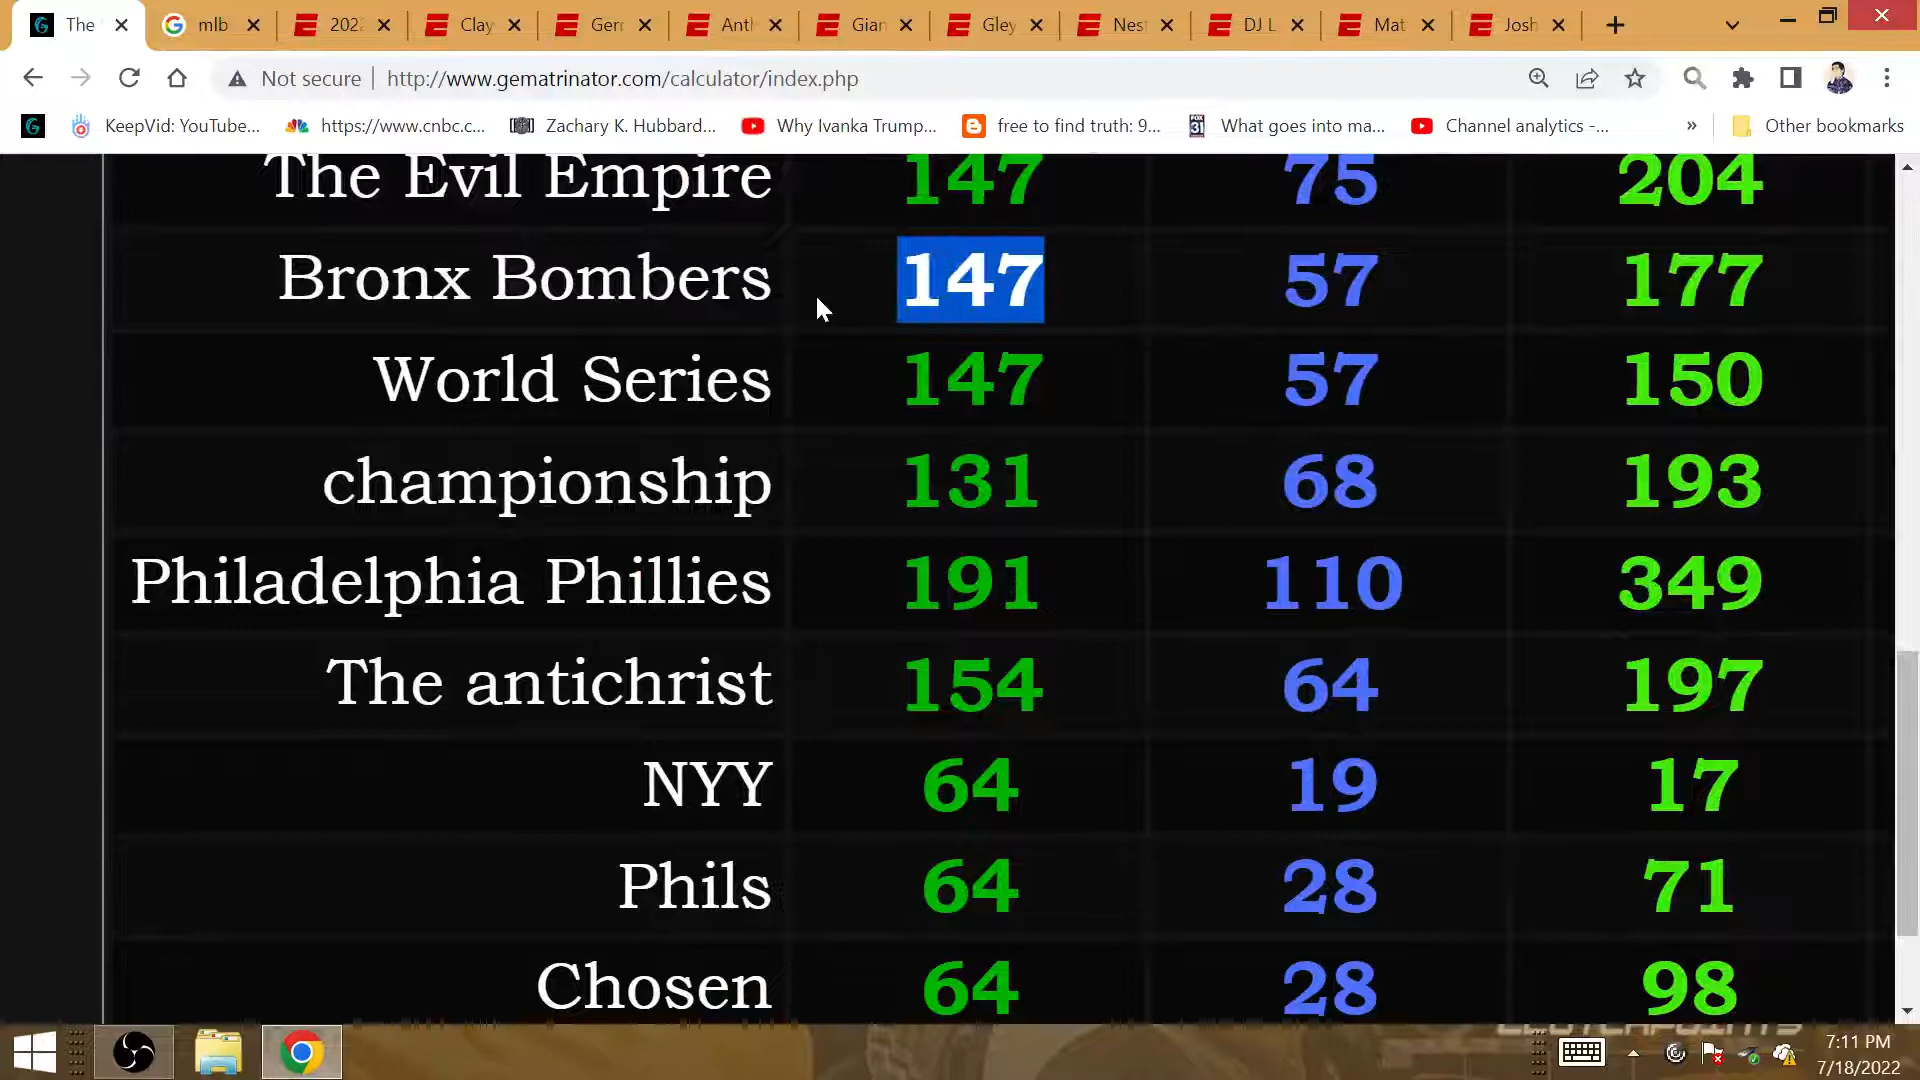 The
mlb
202
Clay
Gerr
Anth
Gian
Gley
Nest
DJ L
Mat
Josh
Not secure
http://www.gematrinator.com/calculator/index.php
KeepVid: YouTube...
https://www.cnbc.c...
Zachary K. Hubbard...
Why Ivanka Trump...
free to find truth: 9...
What goes into ma...
Channel analytics -...
»
Other bookmarks
The Evil Empire 147 75 204
Bronx Bombers 147 57 177
World Series 147 57 150
championship 131 68 193
Philadelphia Phillies 191 110 349
The antichrist 154 64 197
NYY 64 19 17
Phils 64 28 71
Chosen 64 28 98
7:11 PM
7/18/2022